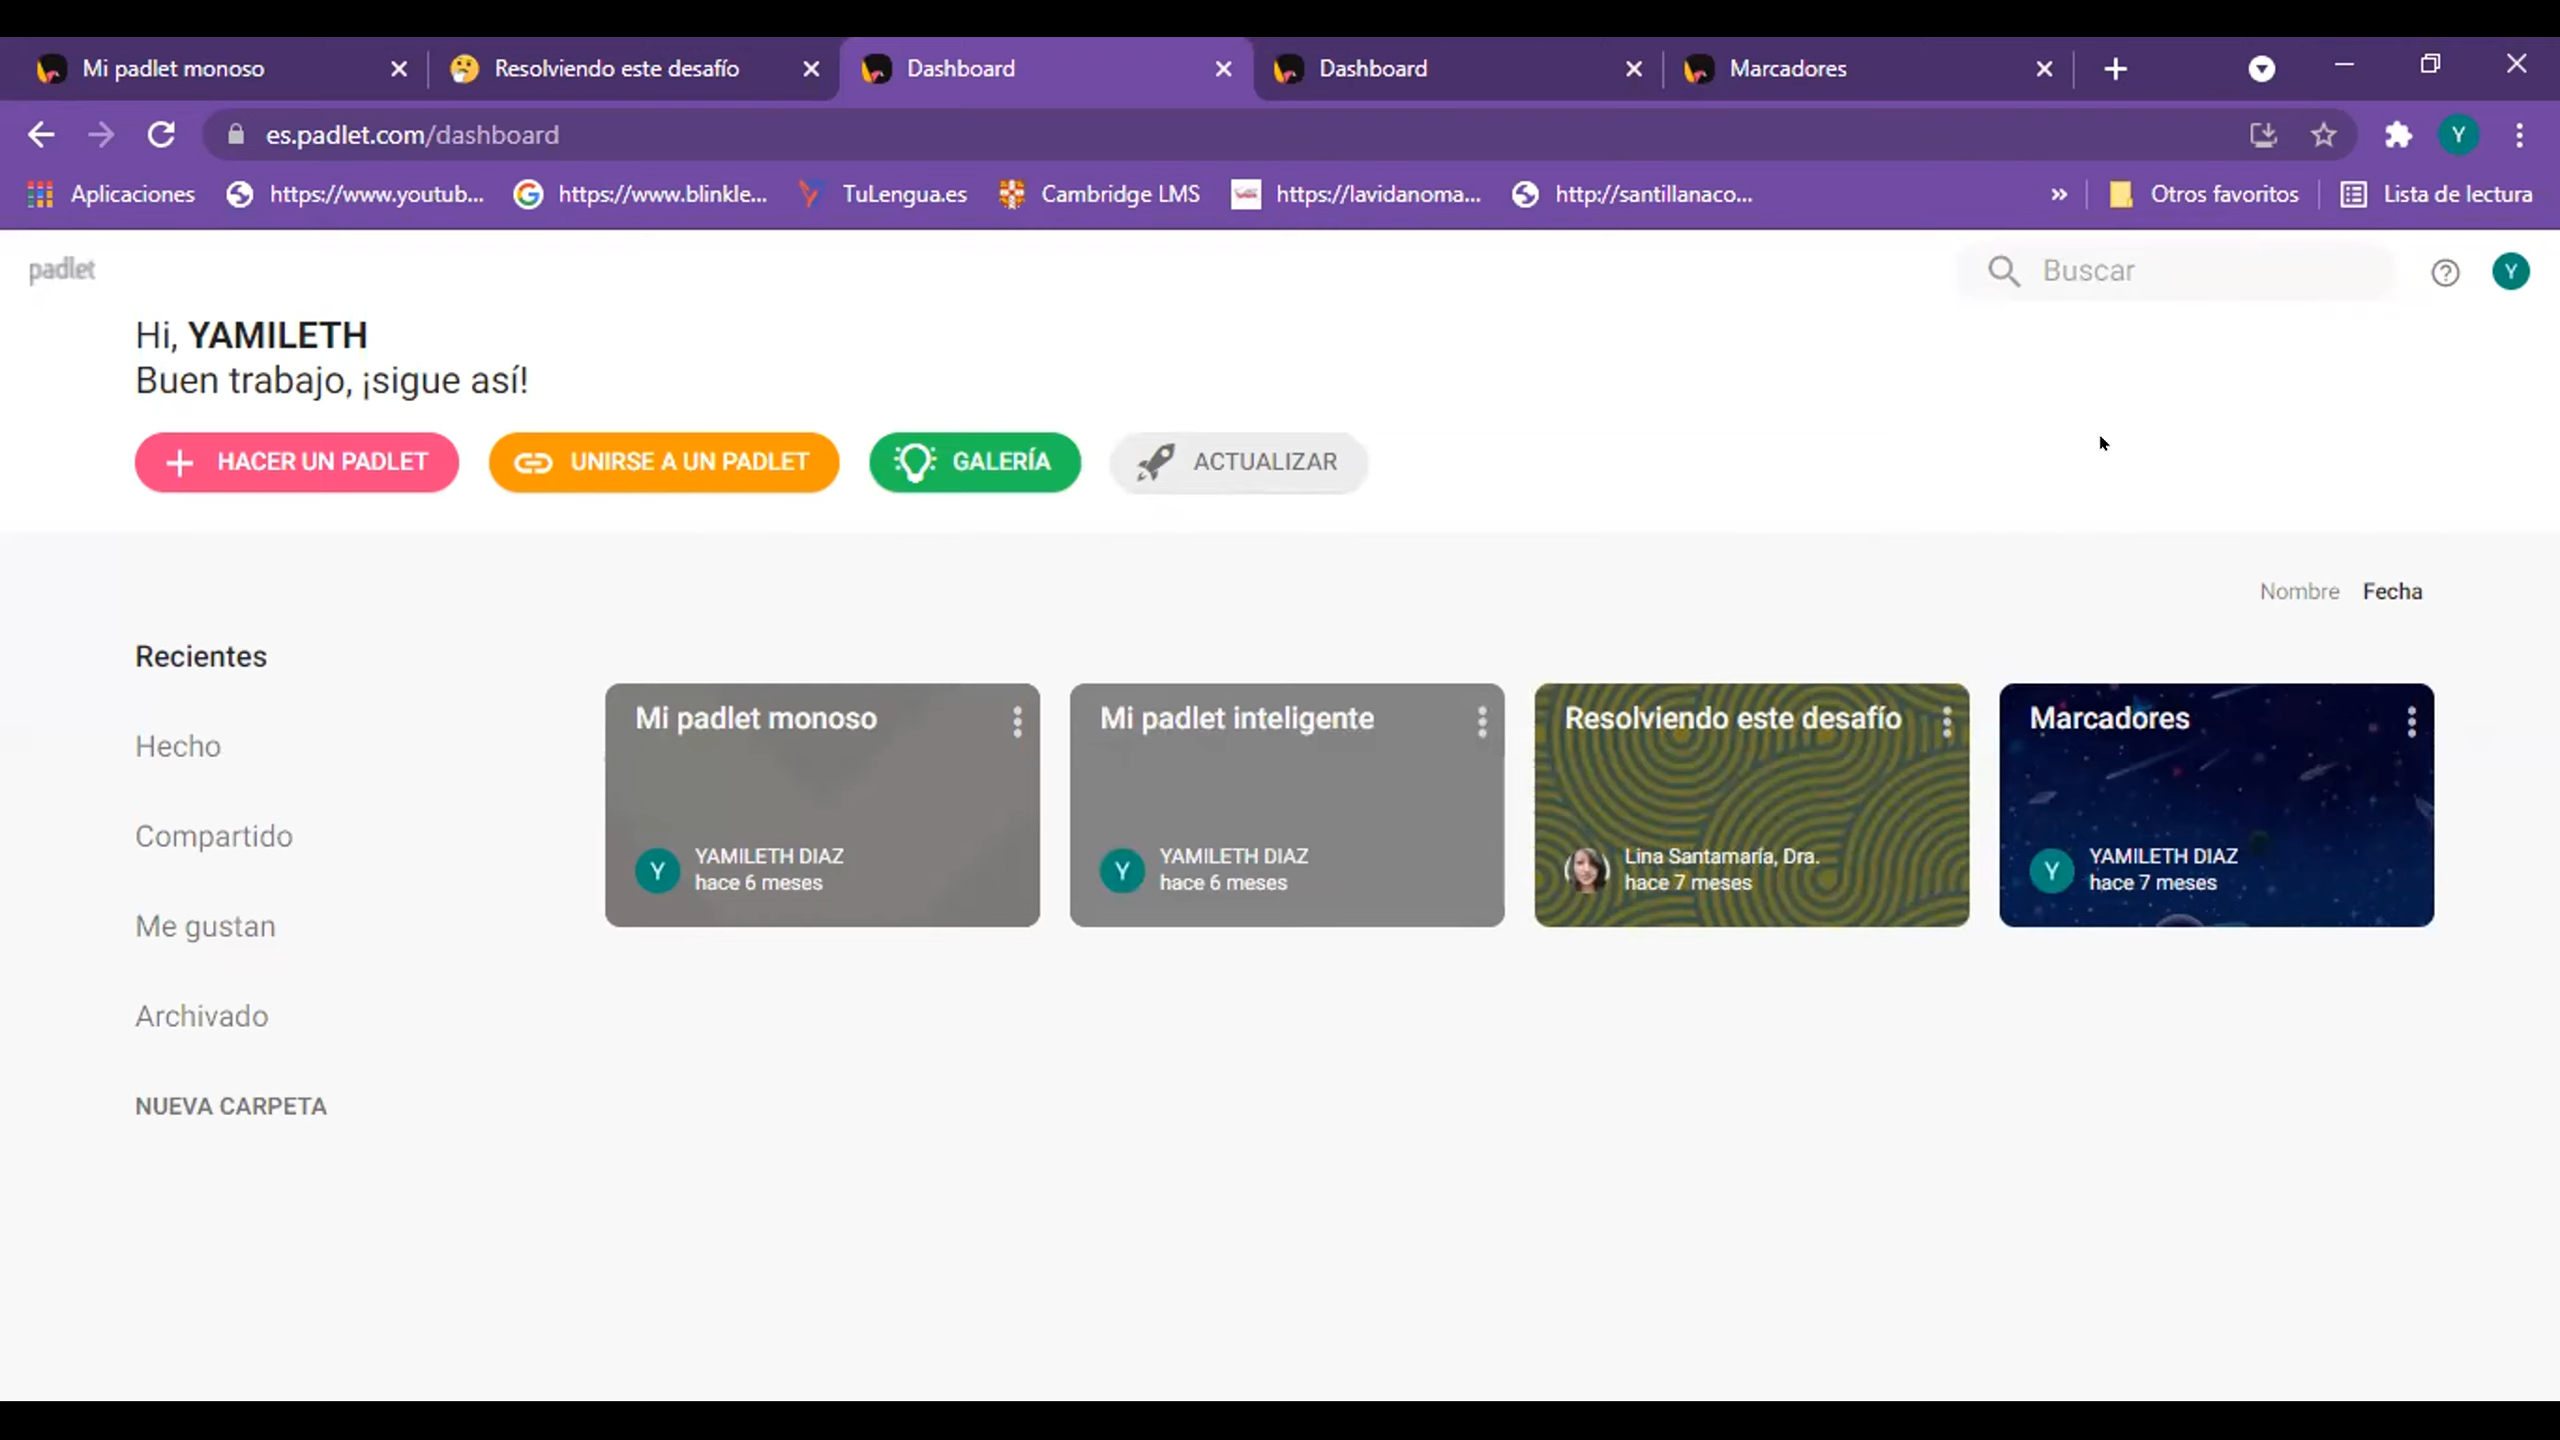 Mi padlet monoso
Resolviendo este desafío
Dashboard
Dashboard
Marcadores
es.padlet.com/dashboard
Y
Aplicaciones
https://www.youtub...
https://www.blinkle...
TuLengua.es
Cambridge LMS
https://lavidanoma...
http://santillanaco...
»
Otros favoritos
Lista de lectura
padlet
Buscar
Y
Hi, YAMILETH
Buen trabajo, ¡sigue así!
HACER UN PADLET
UNIRSE A UN PADLET
GALERÍA
ACTUALIZAR
Nombre Fecha
Recientes
Hecho
Compartido
Me gustan
Archivado
NUEVA CARPETA
Mi padlet monoso
Y
YAMILETH DIAZ
hace 6 meses
Mi padlet inteligente
Y
YAMILETH DIAZ
hace 6 meses
Resolviendo este desafío
Lina Santamaría, Dra.
hace 7 meses
Marcadores
Y
YAMILETH DIAZ
hace 7 meses